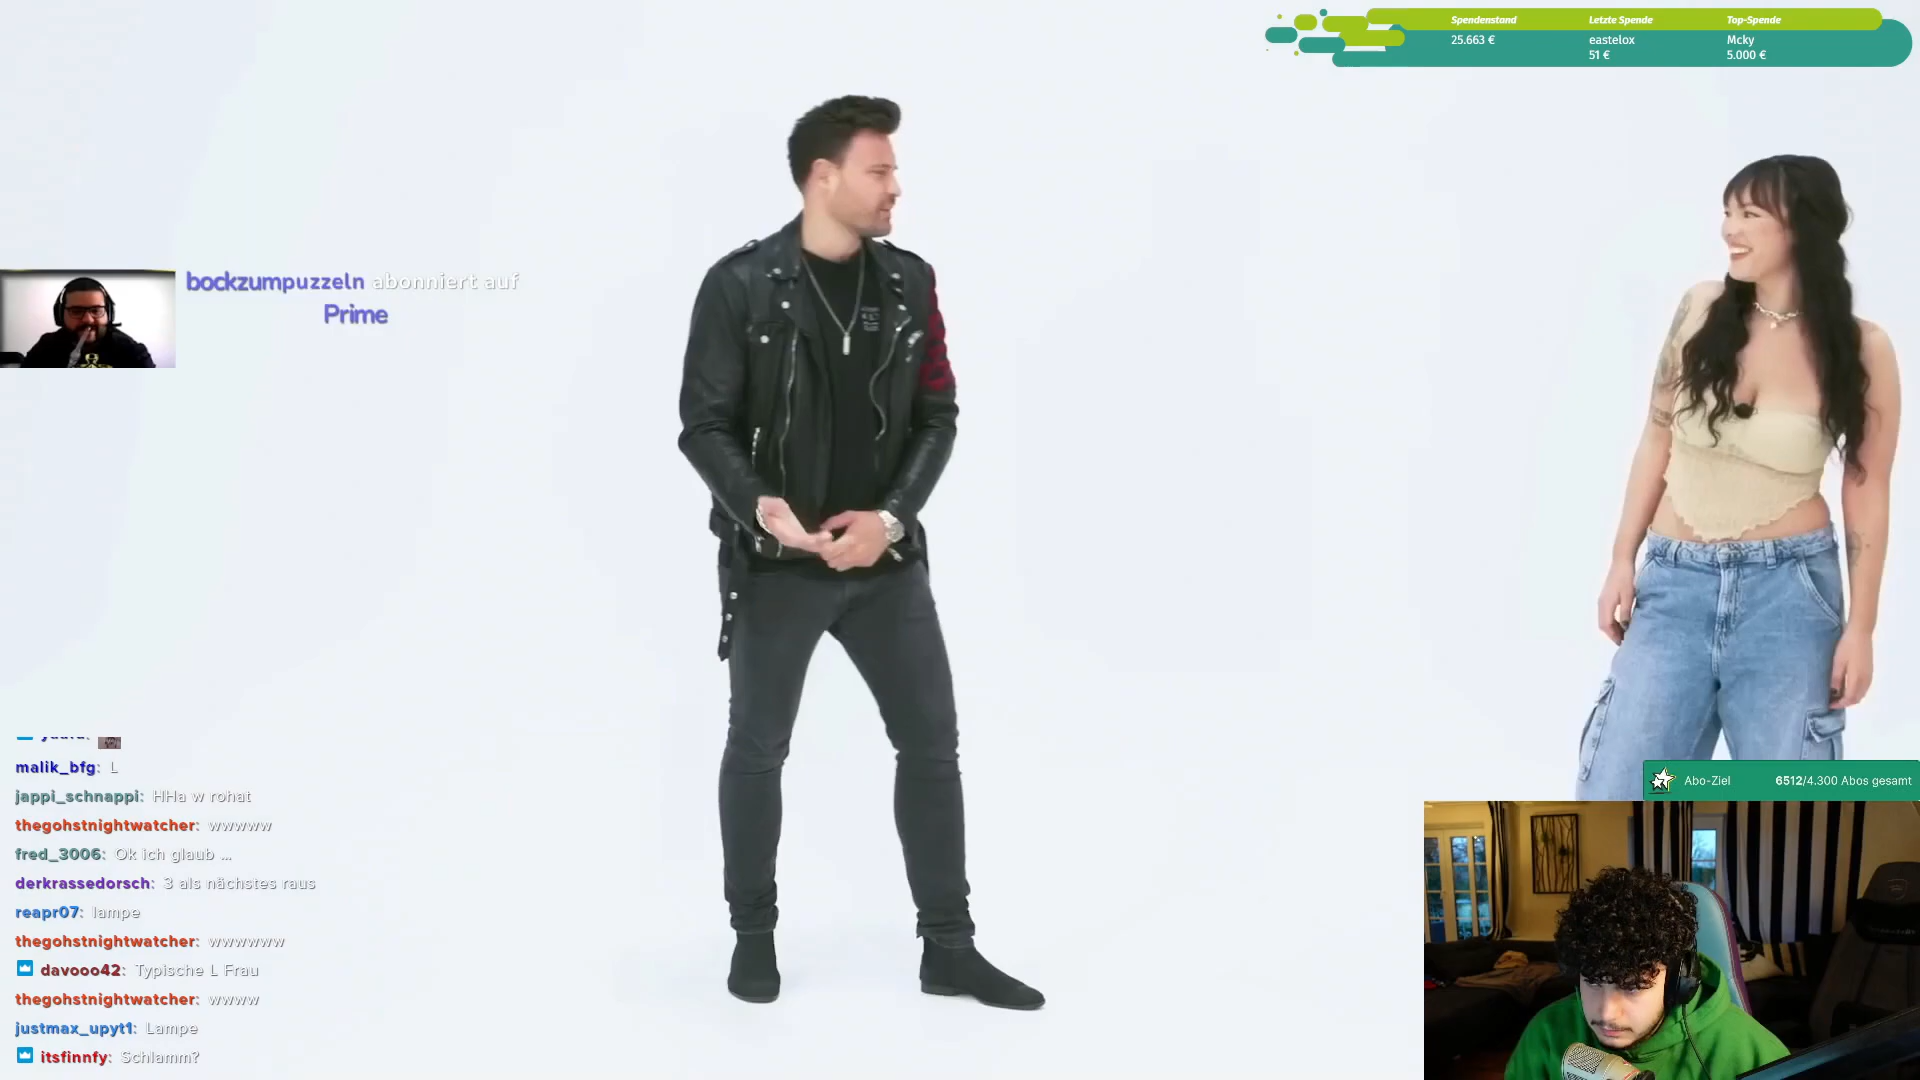 Spendenstand Letzte Spende Top-Spende
25.663 € eastelox Mcky
51 € 5.000 €
bockzumpuzzeln abonniert auf
Prime
malik_bfg: L
jappi_schnappi: HHa w rohat
thegohstnightwatcher: wwwww
fred_3006: Ok ich glaub ...
derkrassedorsch: 3 als nächstes raus
reapr07: lampe
thegohstnightwatcher: wwwwww
davooo42: Typische L Frau
thegohstnightwatcher: wwww
justmax_upyt1: Lampe
itsfinnfy: Schlamm?
Abo-Ziel 6512/4.300 Abos gesamt